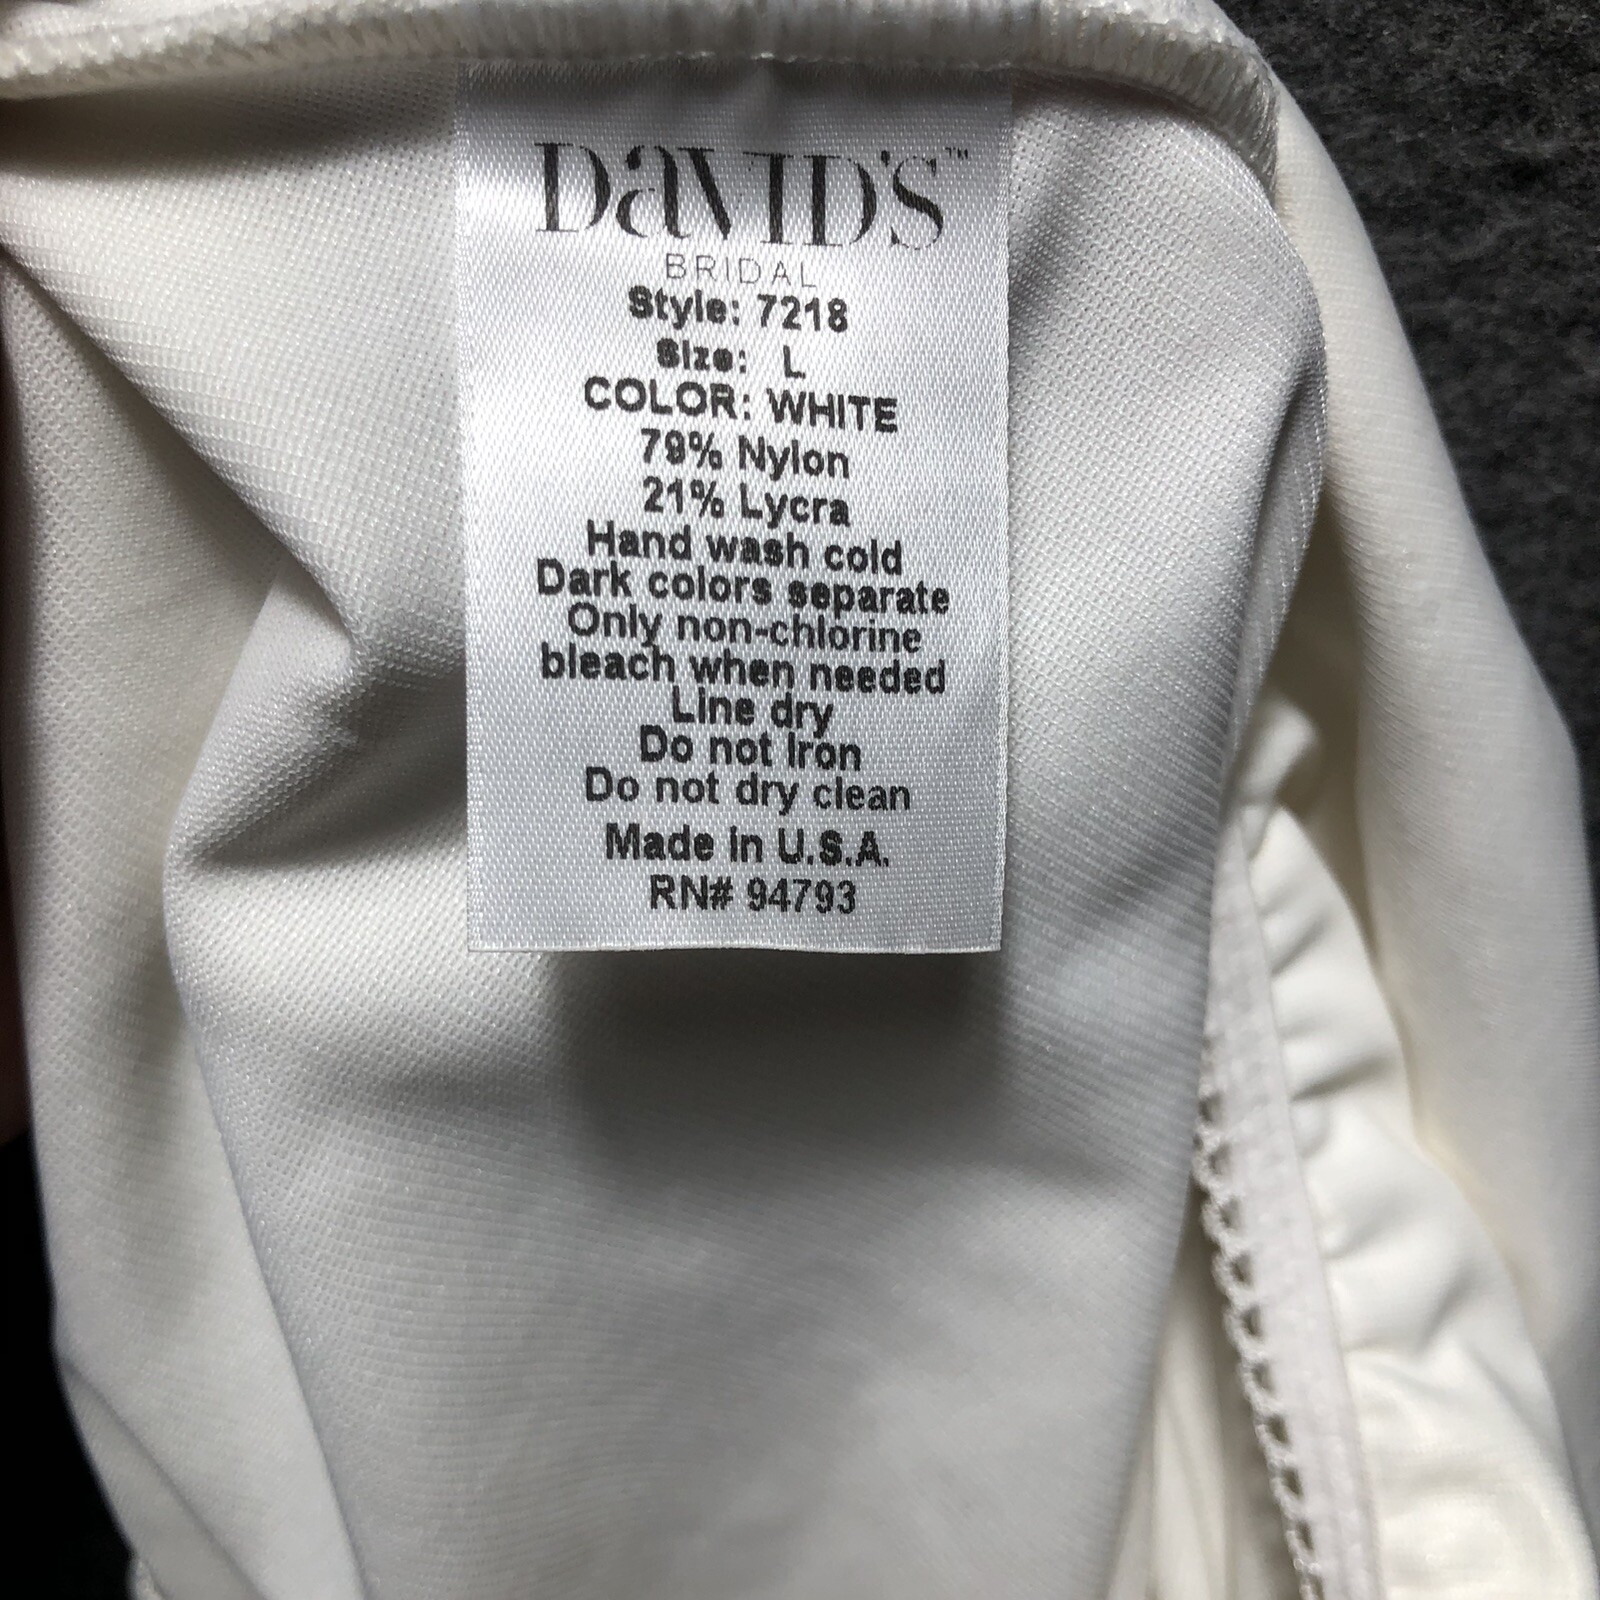 DaVID'S™
BRIDAL
Style: 7218
Size: L
COLOR: WHITE
79% Nylon
21% Lycra
Hand wash cold
Dark colors separate
Only non-chlorine
bleach when needed
Line dry
Do not Iron
Do not dry clean
Made in U.S.A.
RN# 94793